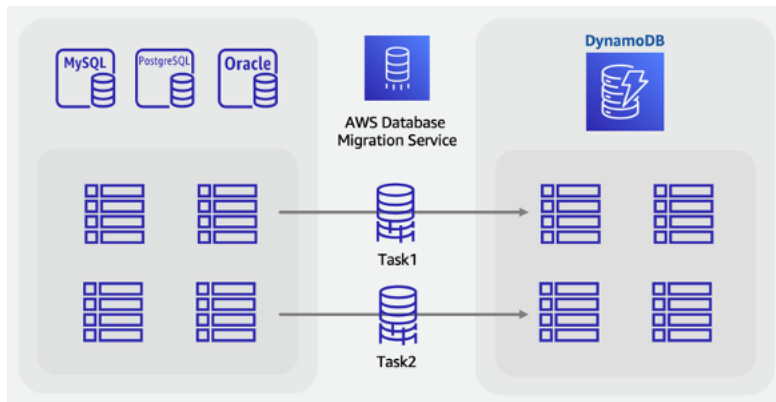 MySQL
PostgreSQL
Oracle
AWS Database
Migration Service
DynamoDB
Task1
Task2